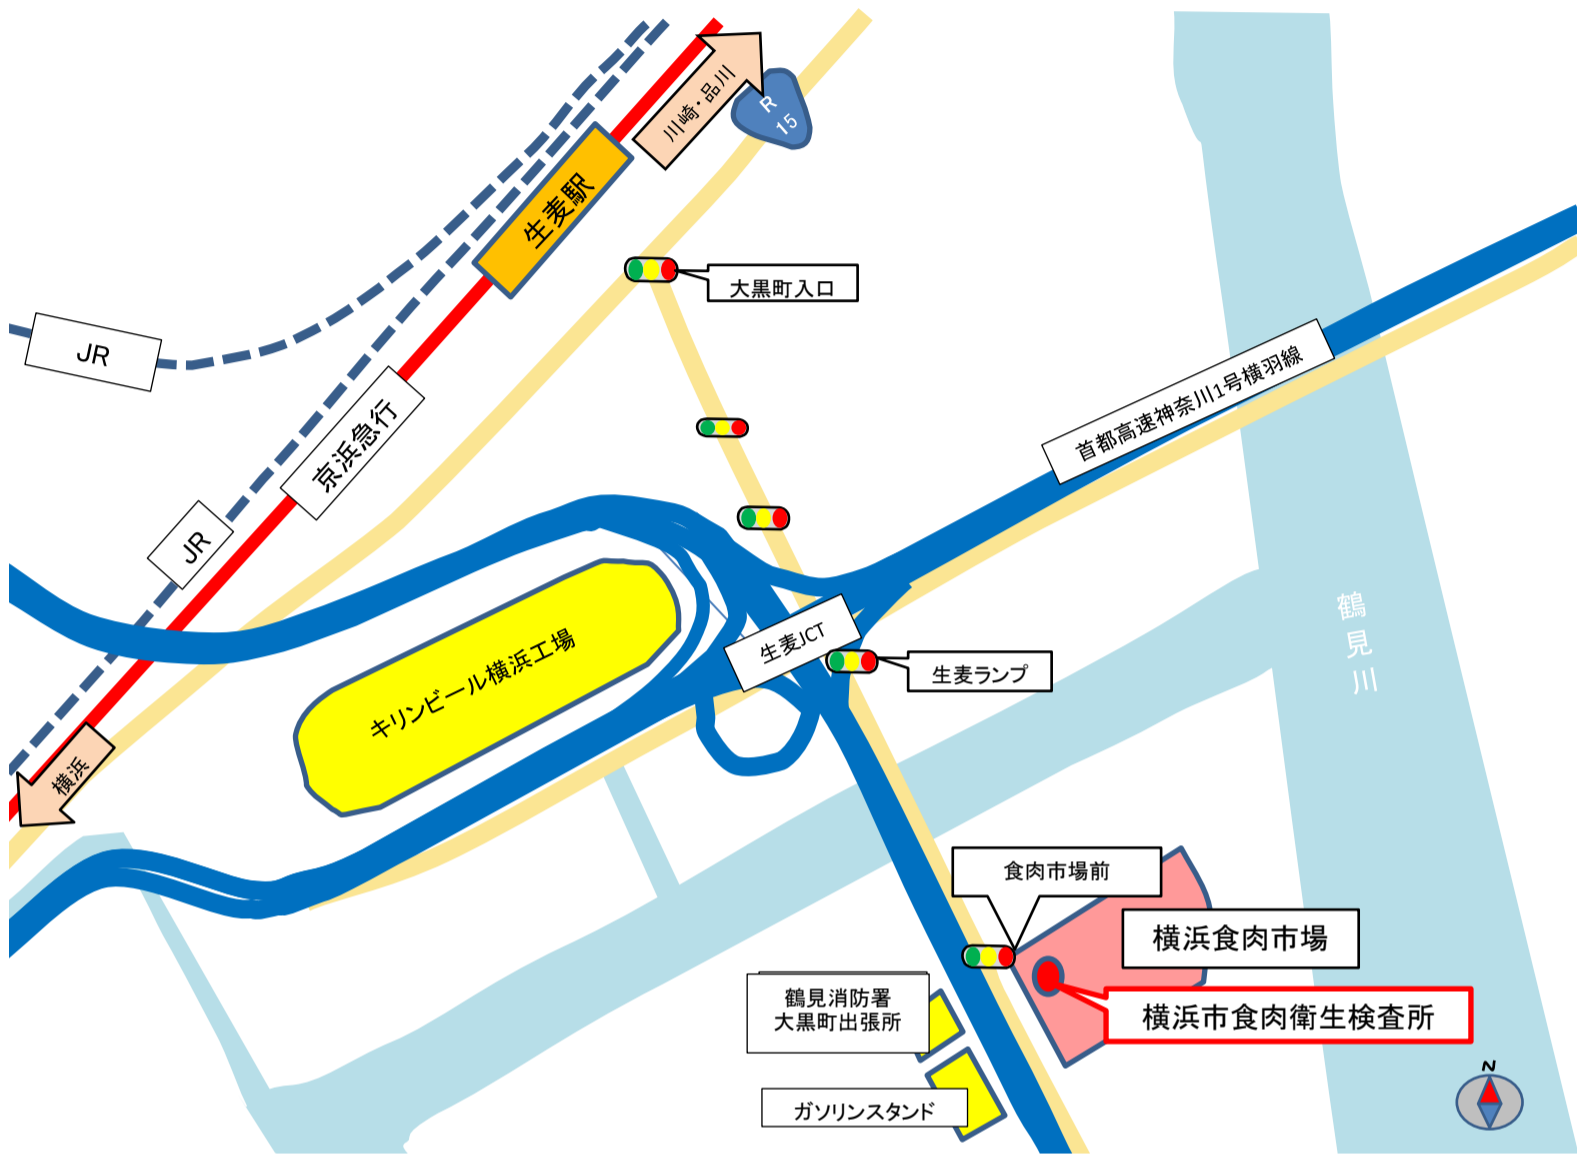 川崎・品川
R
15
生麦駅
大黒町入口
JR
首都高速神奈川1号横羽線
京浜急行
JR
鶴見川
生麦JCT
キリンビール横浜工場
生麦ランプ
横浜
食肉市場前
横浜食肉市場
鶴見消防署
大黒町出張所
横浜市食肉衛生検査所
N
ガソリンスタンド